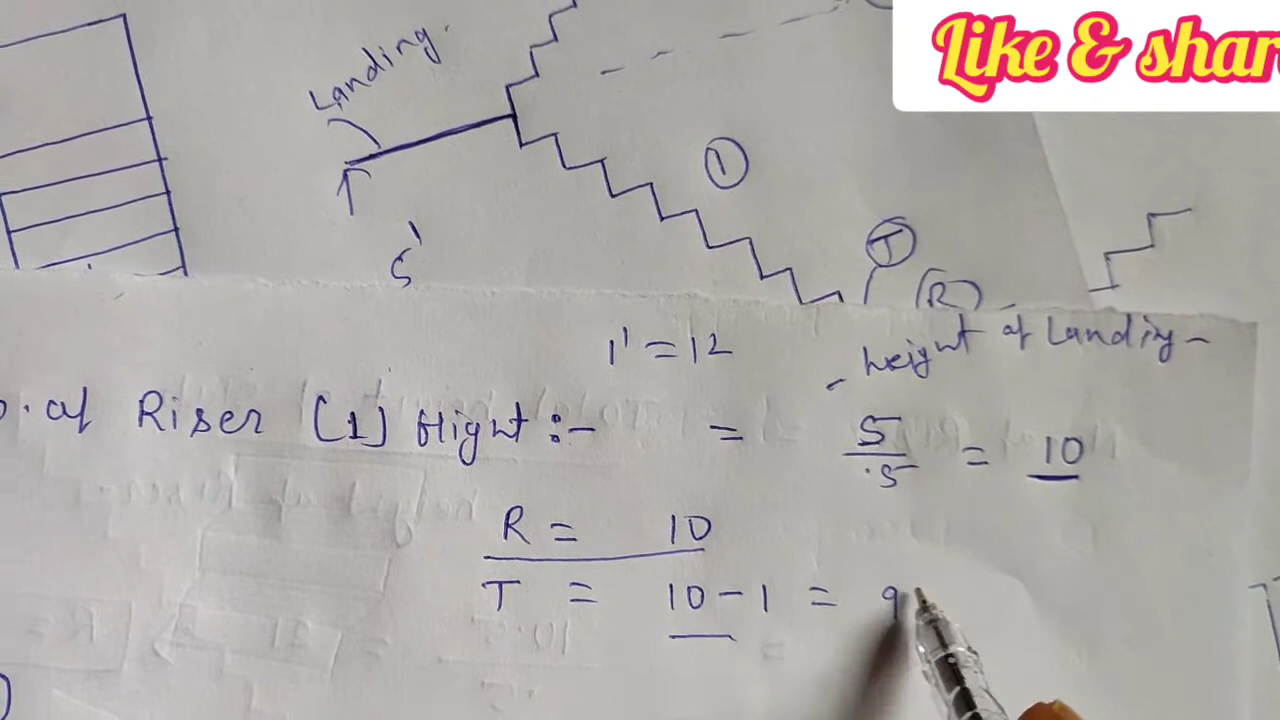 Like & shar
Landing.
1
5'
T
(R)
1' = 12
height of Landing
o. of Riser (1) flight :- = 5/.5 = 10
R = 10
T = 10 - 1 = 9